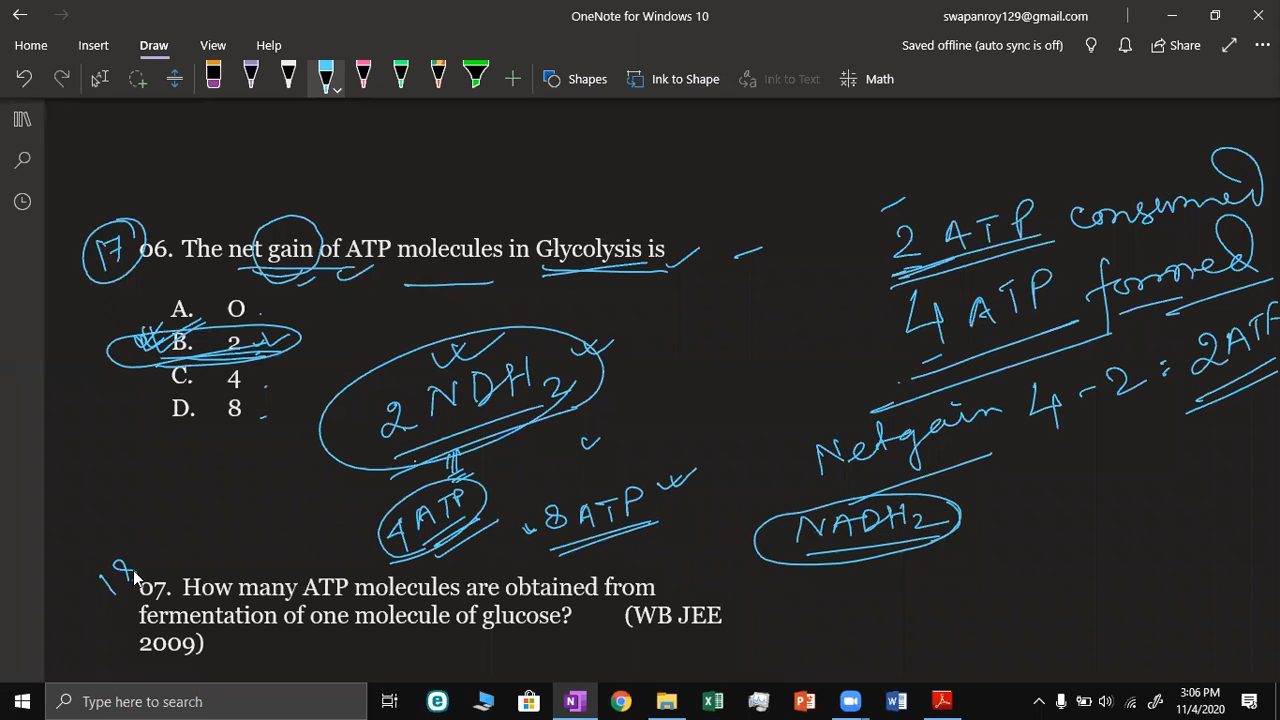 OneNote for Windows 10
swapanroy129@gmail.com
Home Insert Draw View Help
Saved offline (auto sync is off)
Share
Shapes
Ink to Shape
Ink to Text
Math
2 ATP consumed
17 06. The net gain of ATP molecules in Glycolysis is
4 ATP formed
A. O
B. 2
C. 4
D. 8
2 NDH2
Netgain 4-2 = 2ATP
4 ATP
8 ATP
NADH2
07. How many ATP molecules are obtained from
fermentation of one molecule of glucose? (WB JEE
2009)
Type here to search
3:06 PM
11/4/2020